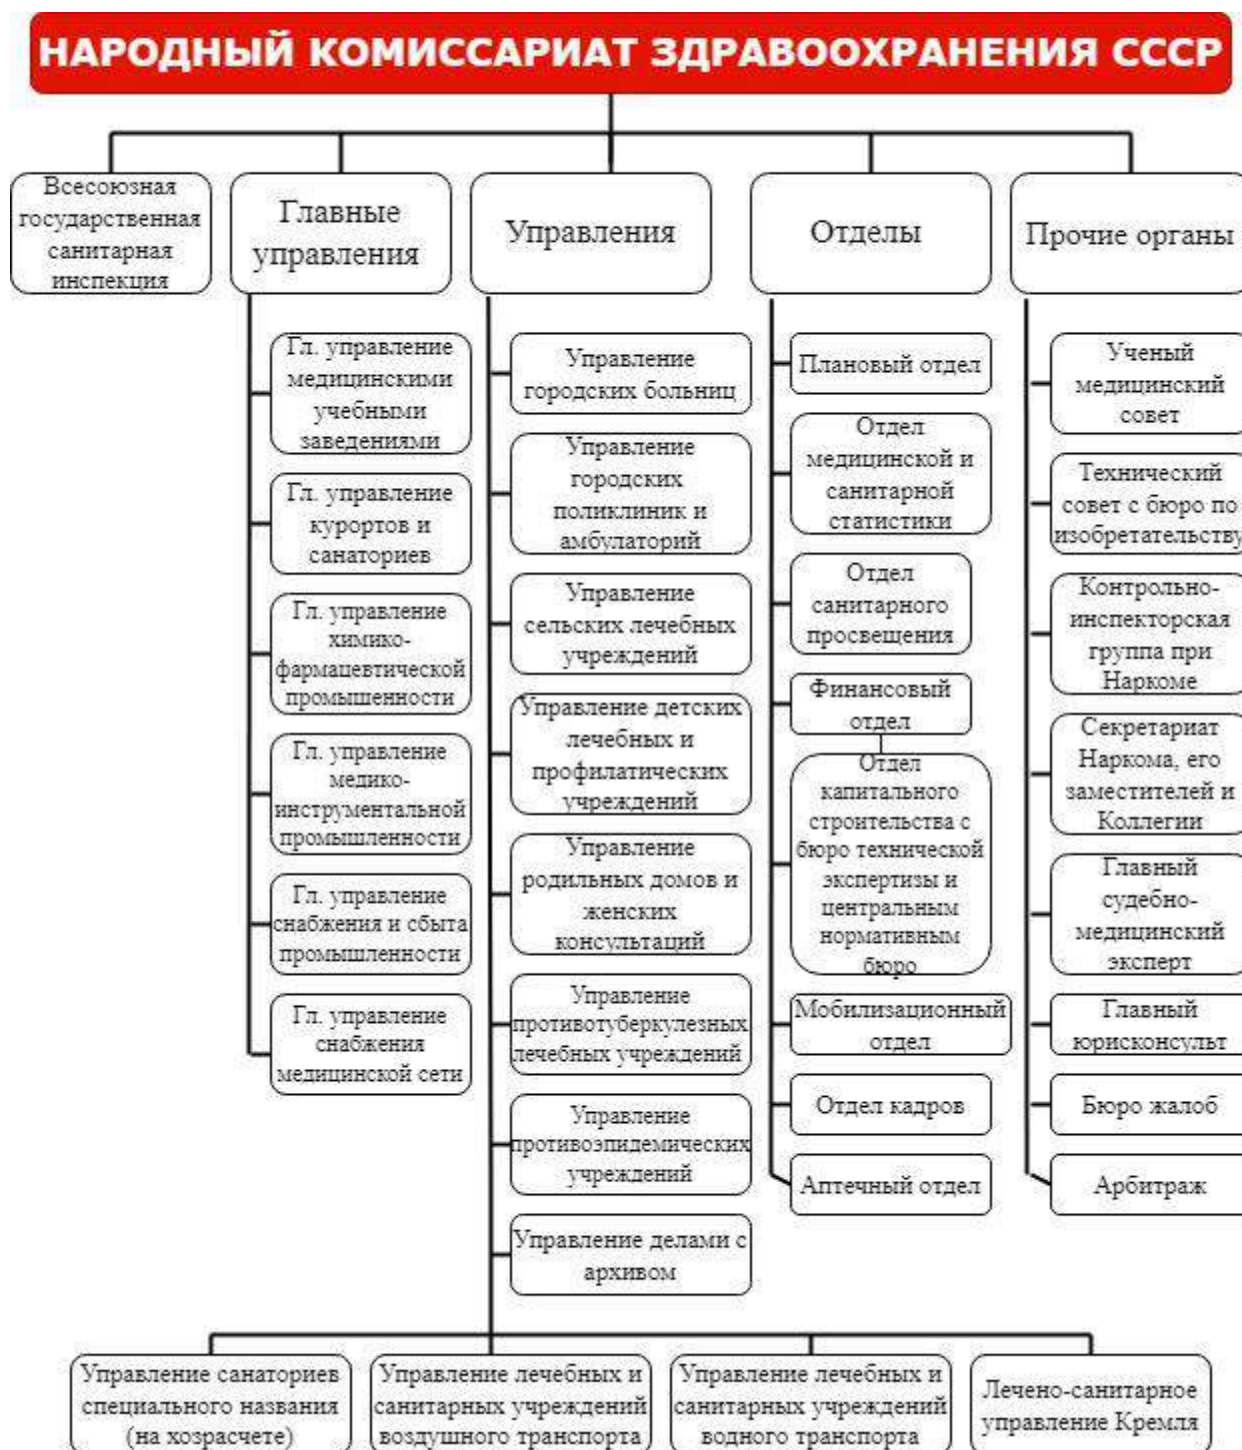 НАРОДНЫЙ КОМИССАРИАТ ЗДРАВООХРАНЕНИЯ СССР
Всесоюзная
государственная
санитарная
инспекция
Главные
управления
Управления
Отделы
Прочие органы
Гл. управление
медицинскими
учебными
заведениями
Гл. управление
курортов и
санаториев
Гл. управление
химико-
фармацевтической
промышенности
Гл. управление
медико-
инструментальной
промышленности
Гл. управление
снабжения и сбыта
промышленности
Гл. управление
снабжения
медицинской сети
Управление
городских больниц
Управление
городских
поликлиник и
амбулаторий
Управление
сельских лечебных
учреждений
Управление детских
лечебных и
профилатических
учреждений
Управление
родильных домов и
женских
консультаций
Управление
противотуберкулезных
лечебных учреждений
Управление
противоэпидемических
учреждений
Управление делами с
архивом
Плановый отдел
Отдел
медицинской и
санитарной
статистики
Отдел
санитарного
просвещения
Финансовый
отдел
Отдел
капитального
строительства с
бюро технической
экспертизы и
центральным
нормативным
бюро
Мобилизационный
отдел
Отдел кадров
Аптечный отдел
Ученый
медицинский
совет
Технический
совет с бюро по
изобретательству
Контрольно-
инспекторская
группа при
Наркоме
Секретариат
Наркома, его
заместителей и
Коллегии
Главный
судебно-
медицинский
эксперт
Главный
юрисконсульт
Бюро жалоб
Арбитраж
Управление санаториев
специального названия
(на хозрасчете)
Управление лечебных и
санитарных учреждений
воздушного транспорта
Управление лечебных и
санитарных учреждений
водного транспорта
Лечено-санитарное
управление Кремля